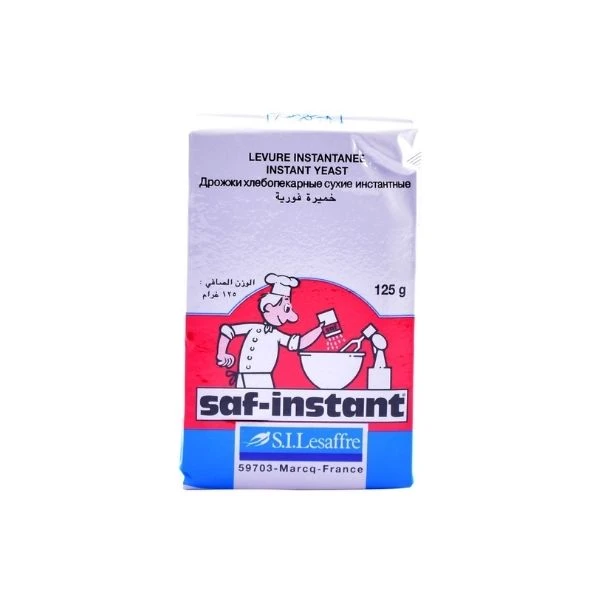 LEVURE INSTANTANEE
INSTANT YEAST
Дрожжи хлебопекарные сухие инстантные
خميرة فورية
الوزن الصافي :
١٢٥ غرام
125 g
saf-instant®
S.I.Lesaffre
59703-Marcq-France